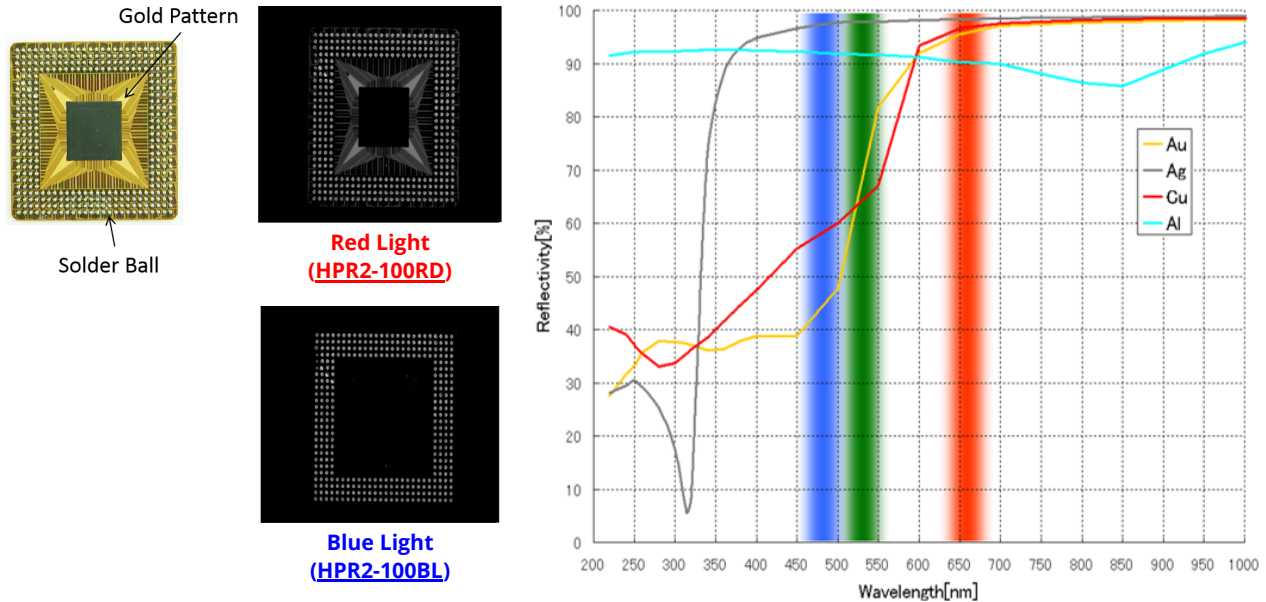 Gold Pattern
Solder Ball
Red Light
(HPR2-100RD)
Blue Light
(HPR2-100BL)
Reflectivity[%]
100
90
80
70
60
50
40
30
20
10
0
200 250 300 350 400 450 500 550 600 650 700 750 800 850 900 950 1000
Wavelength[nm]
Au
Ag
Cu
Al